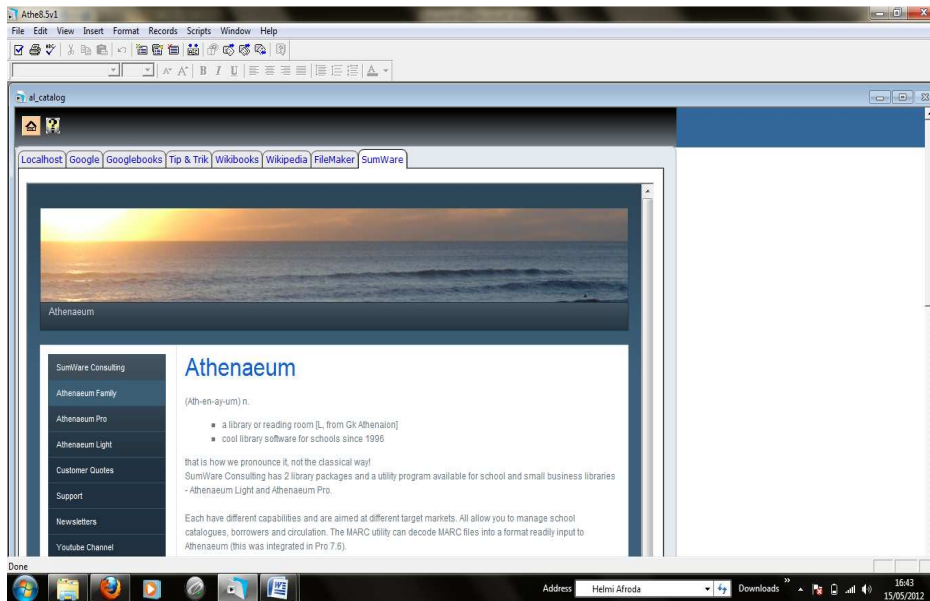 Athe8.5v1
File Edit View Insert Format Records Scripts Window Help
B I U A
al_catalog
Localhost Google Googlebooks Tip & Trik Wikibooks Wikipedia FileMaker SumWare
Athenaeum
SumWare Consulting
Athenaeum Family
Athenaeum Pro
Athenaeum Light
Customer Quotes
Support
Newsletters
Youtube Channel
Athenaeum
(Ath-en-ay-um) n.
a library or reading room [L, from Gk Athenaion]
cool library software for schools since 1996
that is how we pronounce it, not the classical way!
SumWare Consulting has 2 library packages and a utility program available for school and small business libraries
- Athenaeum Light and Athenaeum Pro.
Each have different capabilities and are aimed at different target markets. All allow you to manage school
catalogues, borrowers and circulation. The MARC utility can decode MARC files into a format readily input to
Athenaeum (this was integrated in Pro 7.6).
Done
Address Helmi Afroda Downloads 16:43
15/05/2012